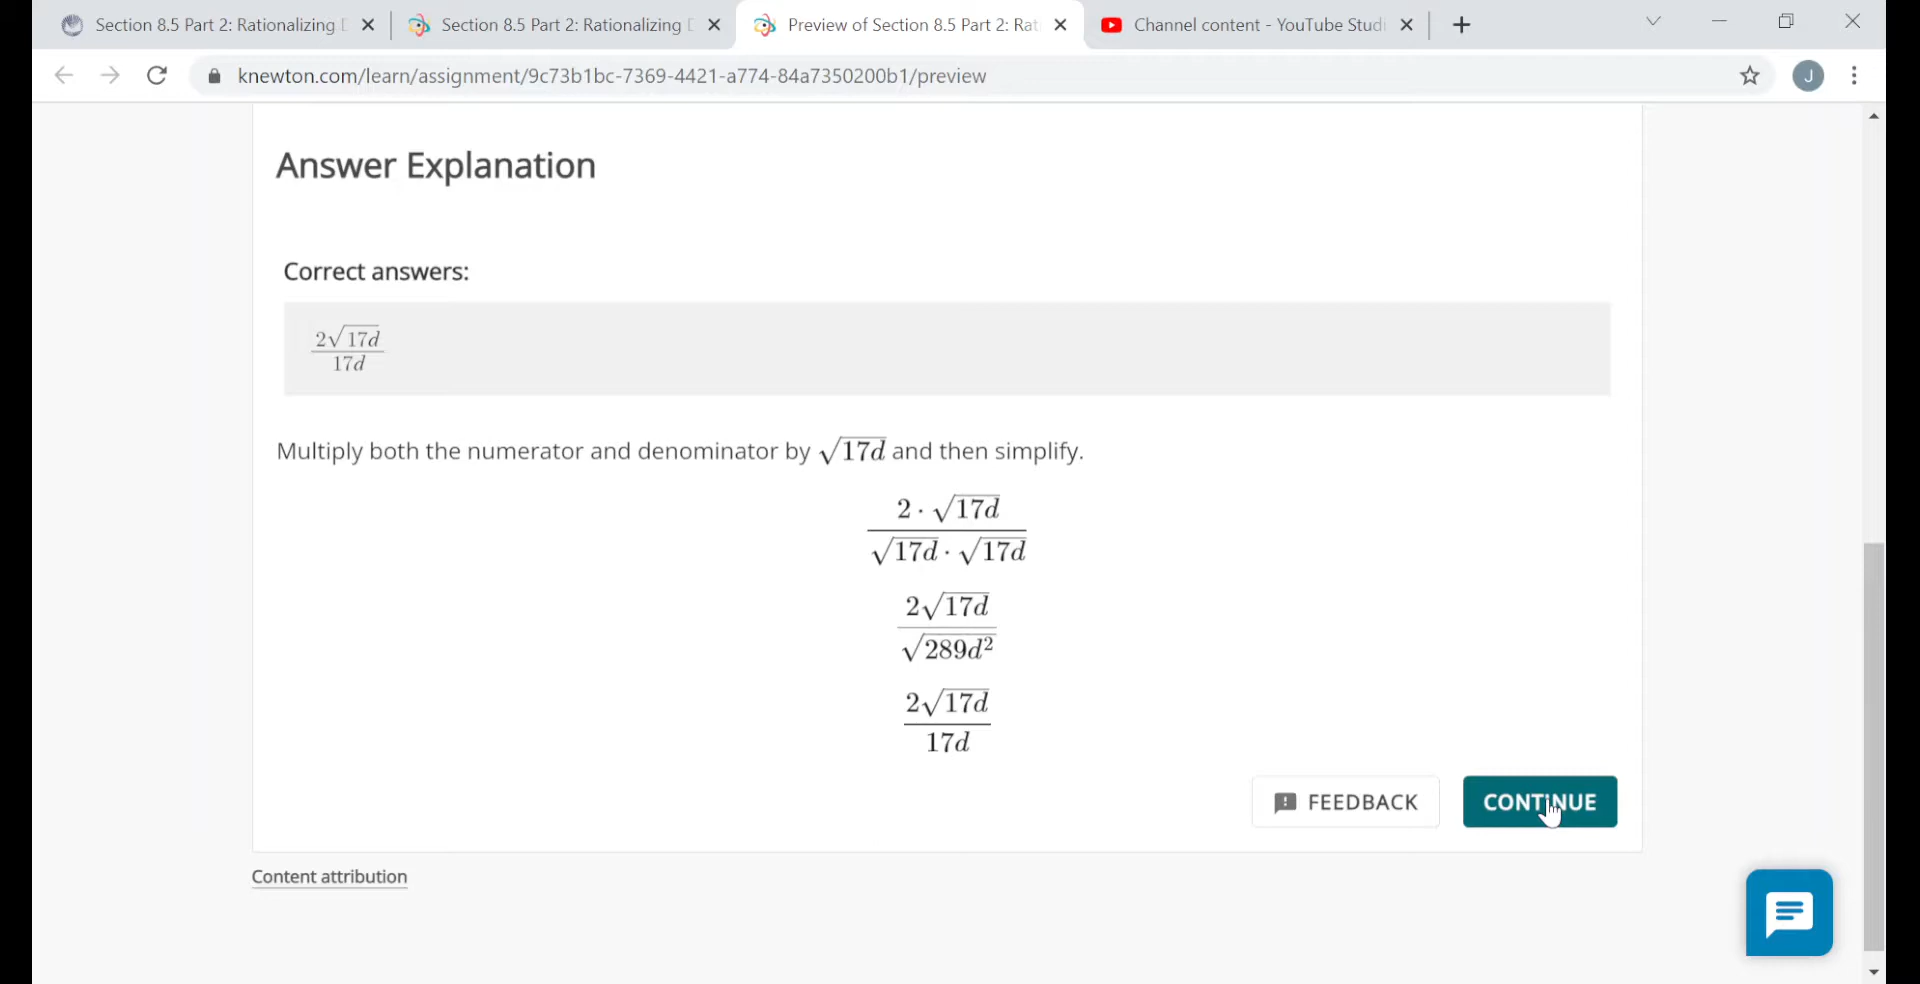 Section 8.5 Part 2: Rationalizing D
Section 8.5 Part 2: Rationalizing D
Preview of Section 8.5 Part 2: Rat
Channel content - YouTube Studi
knewton.com/learn/assignment/9c73b1bc-7369-4421-a774-84a7350200b1/preview
J
Answer Explanation
Correct answers:
2√17d
17d
Multiply both the numerator and denominator by √17d and then simplify.
2 · √17d
√17d · √17d
2√17d
√289d²
2√17d
17d
FEEDBACK
CONTINUE
Content attribution